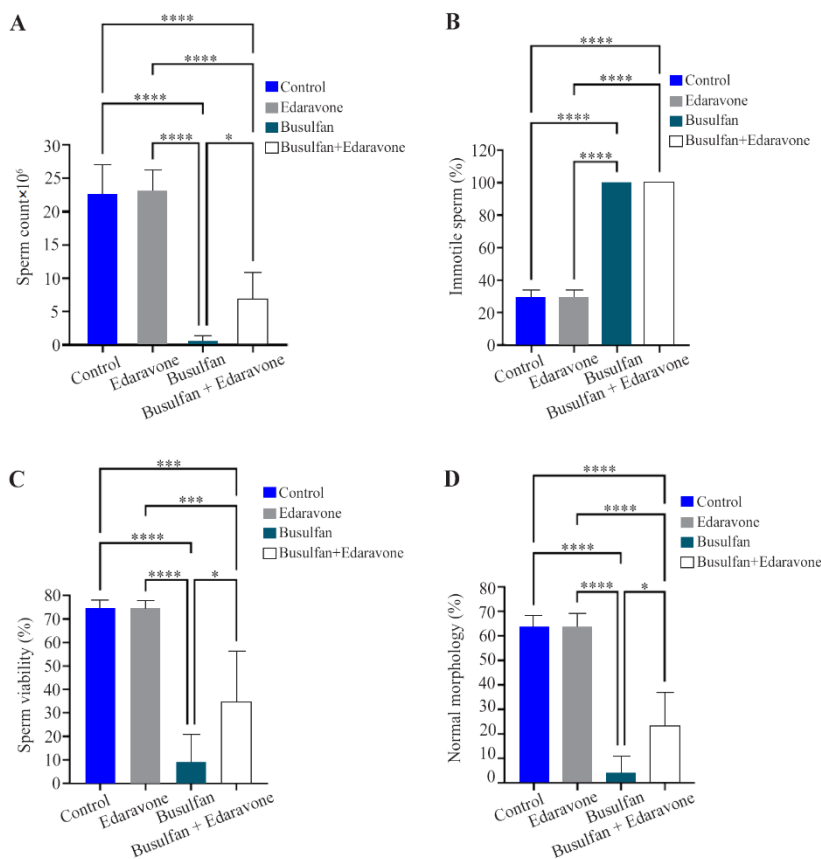 A
****
****
****
**** *
Control
Edaravone
Busulfan
Busulfan+Edaravone
Sperm count×10⁶
30
25
20
15
10
5
0
Control
Edaravone
Busulfan
Busulfan + Edaravone
B
****
****
****
****
Control
Edaravone
Busulfan
Busulfan+Edaravone
Immotile sperm (%)
120
100
80
60
40
20
0
Control
Edaravone
Busulfan
Busulfan + Edaravone
C
***
***
****
**** *
Control
Edaravone
Busulfan
Busulfan+Edaravone
Sperm viability (%)
80
70
60
50
40
30
20
10
0
Control
Edaravone
Busulfan
Busulfan + Edaravone
D
****
****
****
**** *
Control
Edaravone
Busulfan
Busulfan+Edaravone
Normal morphology (%)
80
70
60
50
40
30
20
10
0
Control
Edaravone
Busulfan
Busulfan + Edaravone